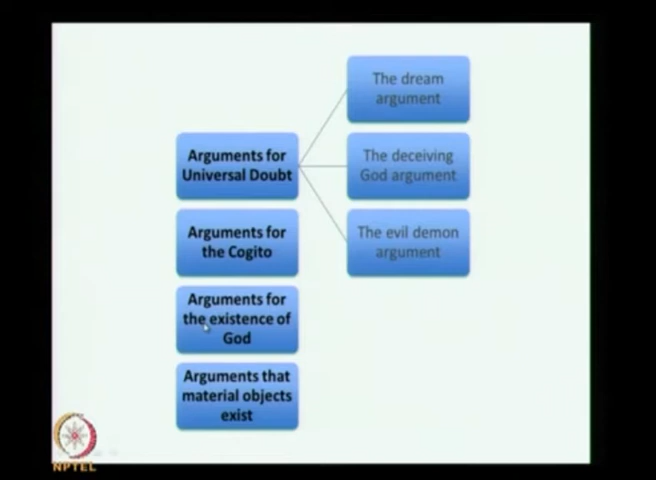 Arguments for
Universal Doubt
The dream
argument
The deceiving
God argument
The evil demon
argument
Arguments for
the Cogito
Arguments for
the existence of
God
Arguments that
material objects
exist
NPTEL